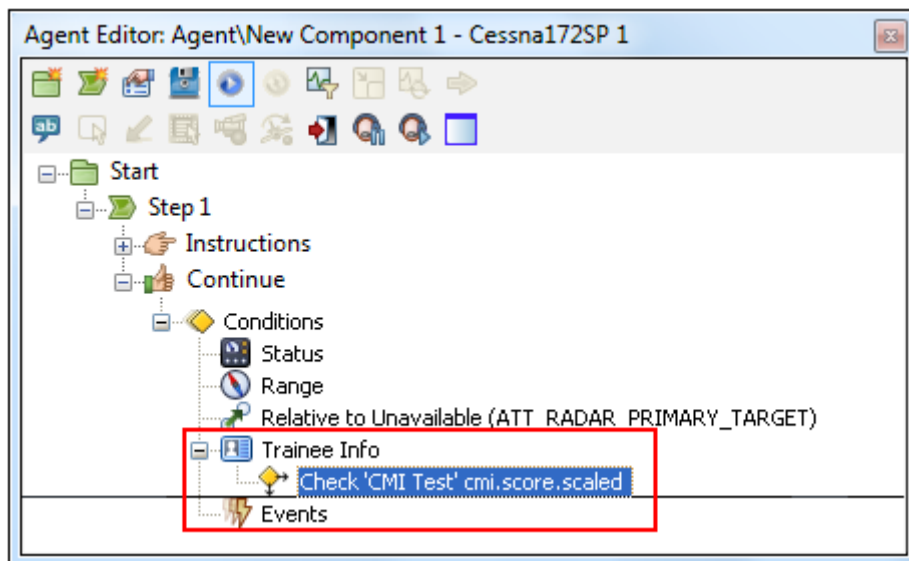 Agent Editor: Agent\New Component 1 - Cessna172SP 1
ab
Start
Step 1
Instructions
Continue
Conditions
Status
Range
Relative to Unavailable (ATT_RADAR_PRIMARY_TARGET)
Trainee Info
Check 'CMI Test' cmi.score.scaled
Events